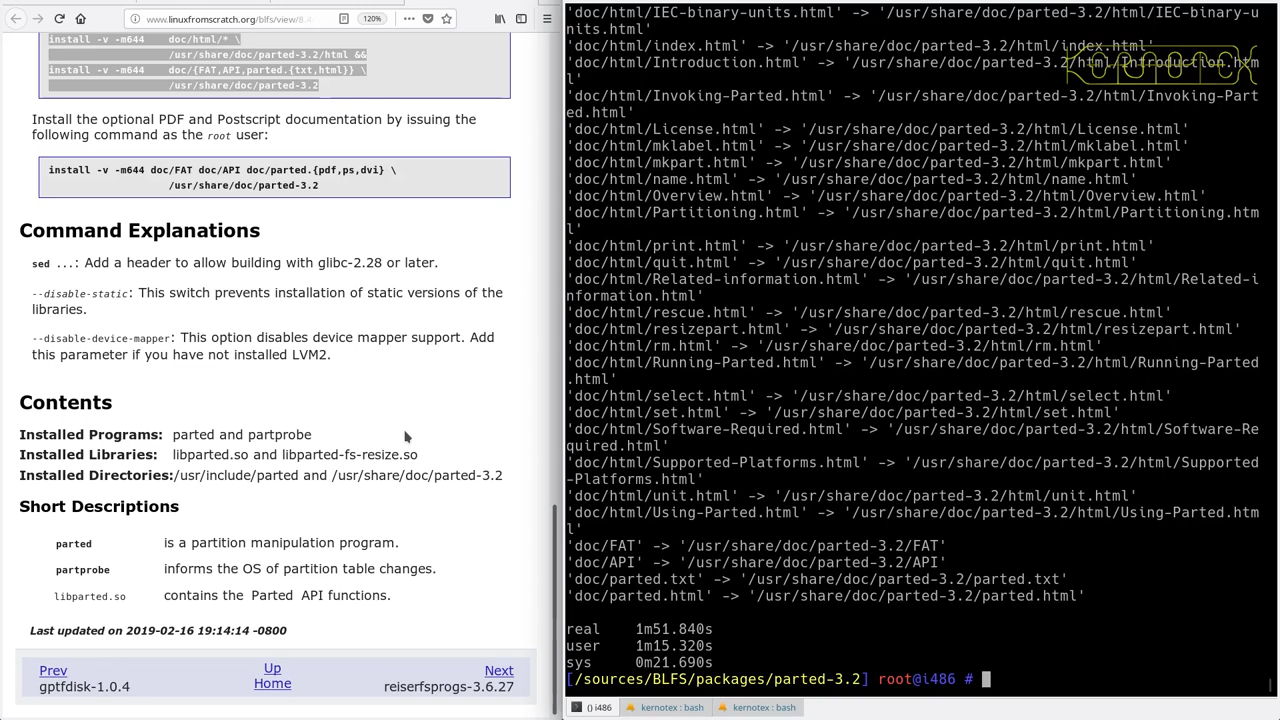 www.linuxfromscratch.org/blfs/view/8.4
120%
install -v -m644    doc/html/* \
/usr/share/doc/parted-3.2/html &&
install -v -m644    doc/{FAT,API,parted.{txt,html}} \
/usr/share/doc/parted-3.2
Install the optional PDF and Postscript documentation by issuing the
following command as the root user:
install -v -m644 doc/FAT doc/API doc/parted.{pdf,ps,dvi} \
/usr/share/doc/parted-3.2
Command Explanations
sed ...: Add a header to allow building with glibc-2.28 or later.
--disable-static: This switch prevents installation of static versions of the
libraries.
--disable-device-mapper: This option disables device mapper support. Add
this parameter if you have not installed LVM2.
Contents
Installed Programs: parted and partprobe
Installed Libraries: libparted.so and libparted-fs-resize.so
Installed Directories:/usr/include/parted and /usr/share/doc/parted-3.2
Short Descriptions
parted is a partition manipulation program.
partprobe informs the OS of partition table changes.
libparted.so contains the Parted API functions.
Last updated on 2019-02-16 19:14:14 -0800
Prev Up Next
gptfdisk-1.0.4 Home reiserfsprogs-3.6.27
'doc/html/IEC-binary-units.html' -> '/usr/share/doc/parted-3.2/html/IEC-binary-u
nits.html'
'doc/html/index.html' -> '/usr/share/doc/parted-3.2/html/index.html'
'doc/html/Introduction.html' -> '/usr/share/doc/parted-3.2/html/Introduction.htm
l'
'doc/html/Invoking-Parted.html' -> '/usr/share/doc/parted-3.2/html/Invoking-Part
ed.html'
'doc/html/License.html' -> '/usr/share/doc/parted-3.2/html/License.html'
'doc/html/mklabel.html' -> '/usr/share/doc/parted-3.2/html/mklabel.html'
'doc/html/mkpart.html' -> '/usr/share/doc/parted-3.2/html/mkpart.html'
'doc/html/name.html' -> '/usr/share/doc/parted-3.2/html/name.html'
'doc/html/Overview.html' -> '/usr/share/doc/parted-3.2/html/Overview.html'
'doc/html/Partitioning.html' -> '/usr/share/doc/parted-3.2/html/Partitioning.htm
l'
'doc/html/print.html' -> '/usr/share/doc/parted-3.2/html/print.html'
'doc/html/quit.html' -> '/usr/share/doc/parted-3.2/html/quit.html'
'doc/html/Related-information.html' -> '/usr/share/doc/parted-3.2/html/Related-i
nformation.html'
'doc/html/rescue.html' -> '/usr/share/doc/parted-3.2/html/rescue.html'
'doc/html/resizepart.html' -> '/usr/share/doc/parted-3.2/html/resizepart.html'
'doc/html/rm.html' -> '/usr/share/doc/parted-3.2/html/rm.html'
'doc/html/Running-Parted.html' -> '/usr/share/doc/parted-3.2/html/Running-Parted
.html'
'doc/html/select.html' -> '/usr/share/doc/parted-3.2/html/select.html'
'doc/html/set.html' -> '/usr/share/doc/parted-3.2/html/set.html'
'doc/html/Software-Required.html' -> '/usr/share/doc/parted-3.2/html/Software-Re
quired.html'
'doc/html/Supported-Platforms.html' -> '/usr/share/doc/parted-3.2/html/Supported
-Platforms.html'
'doc/html/unit.html' -> '/usr/share/doc/parted-3.2/html/unit.html'
'doc/html/Using-Parted.html' -> '/usr/share/doc/parted-3.2/html/Using-Parted.htm
l'
'doc/FAT' -> '/usr/share/doc/parted-3.2/FAT'
'doc/API' -> '/usr/share/doc/parted-3.2/API'
'doc/parted.txt' -> '/usr/share/doc/parted-3.2/parted.txt'
'doc/parted.html' -> '/usr/share/doc/parted-3.2/parted.html'
real    1m51.840s
user    1m15.320s
sys     0m21.690s
[/sources/BLFS/packages/parted-3.2] root@i486 #
() i486
kernotex : bash
kernotex : bash